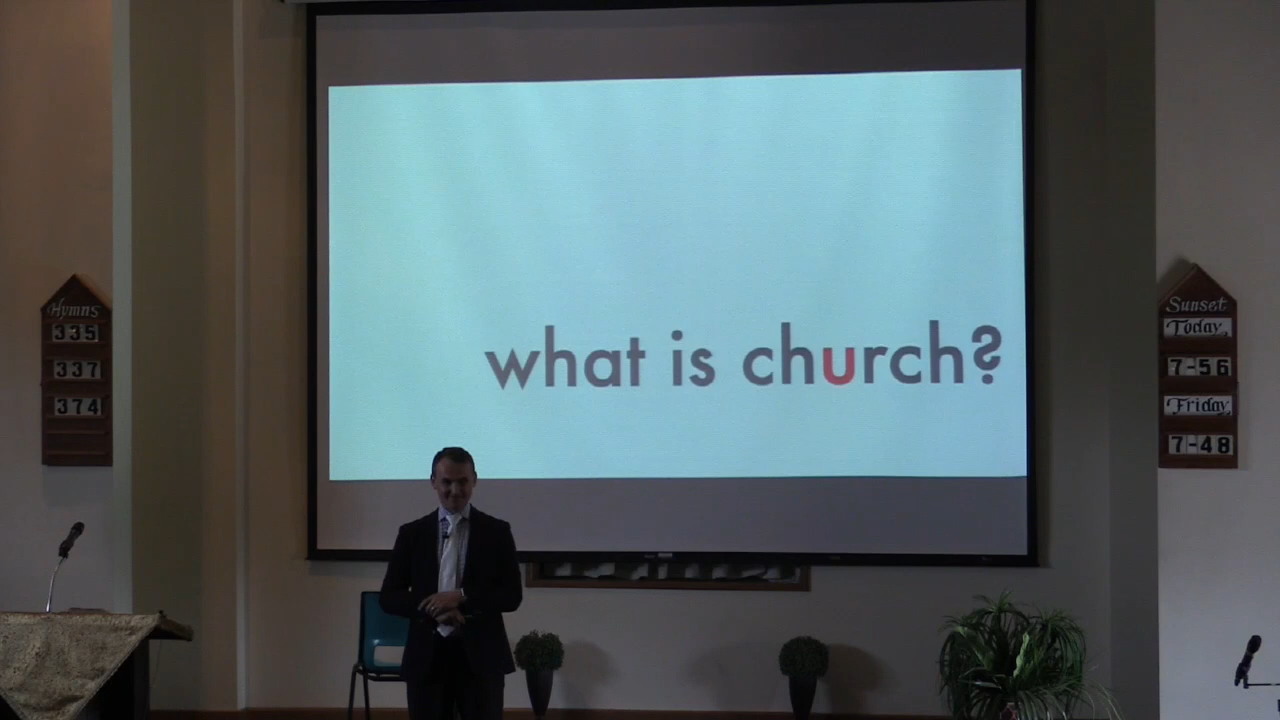 what is church?
Hymns
335
337
374
Sunset
Today
7-56
Friday
7-48